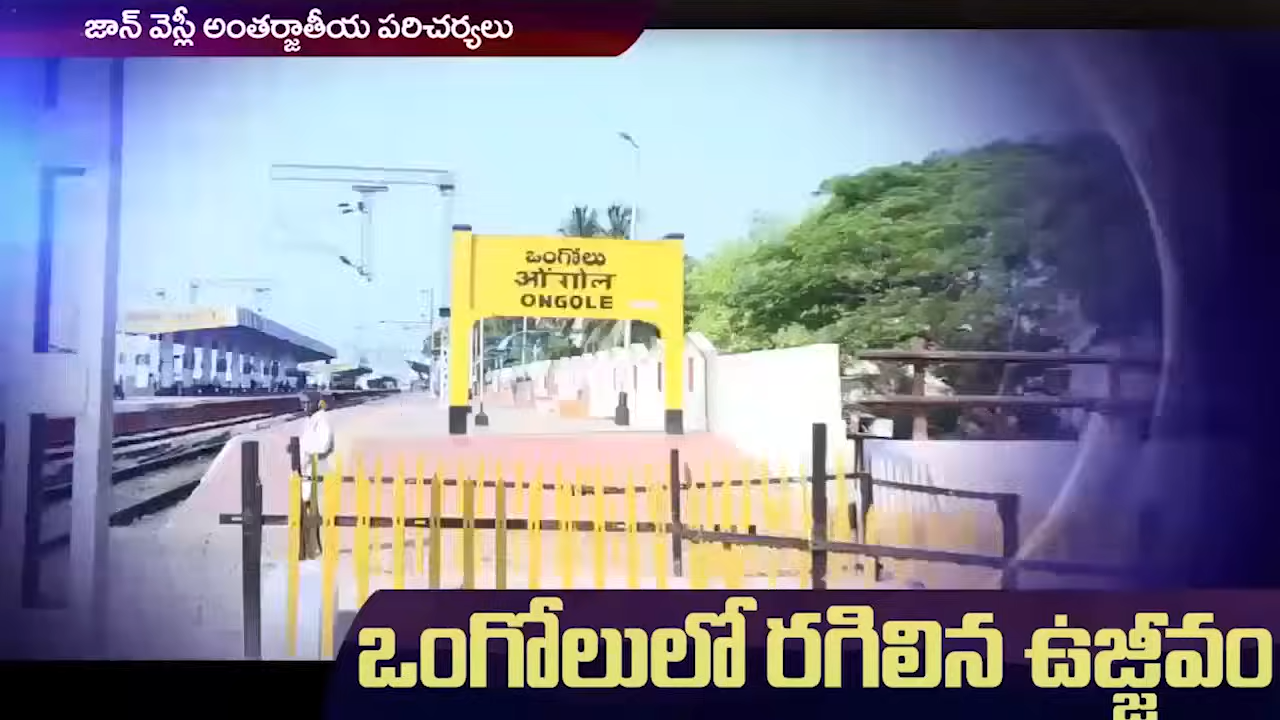 జాన్ వెస్లీ అంతర్జాతీయ పరిచర్యలు
ఒంగోలు
ओंगोल
ONGOLE
ఒంగోలులో రగిలిన ఉజ్జీవం